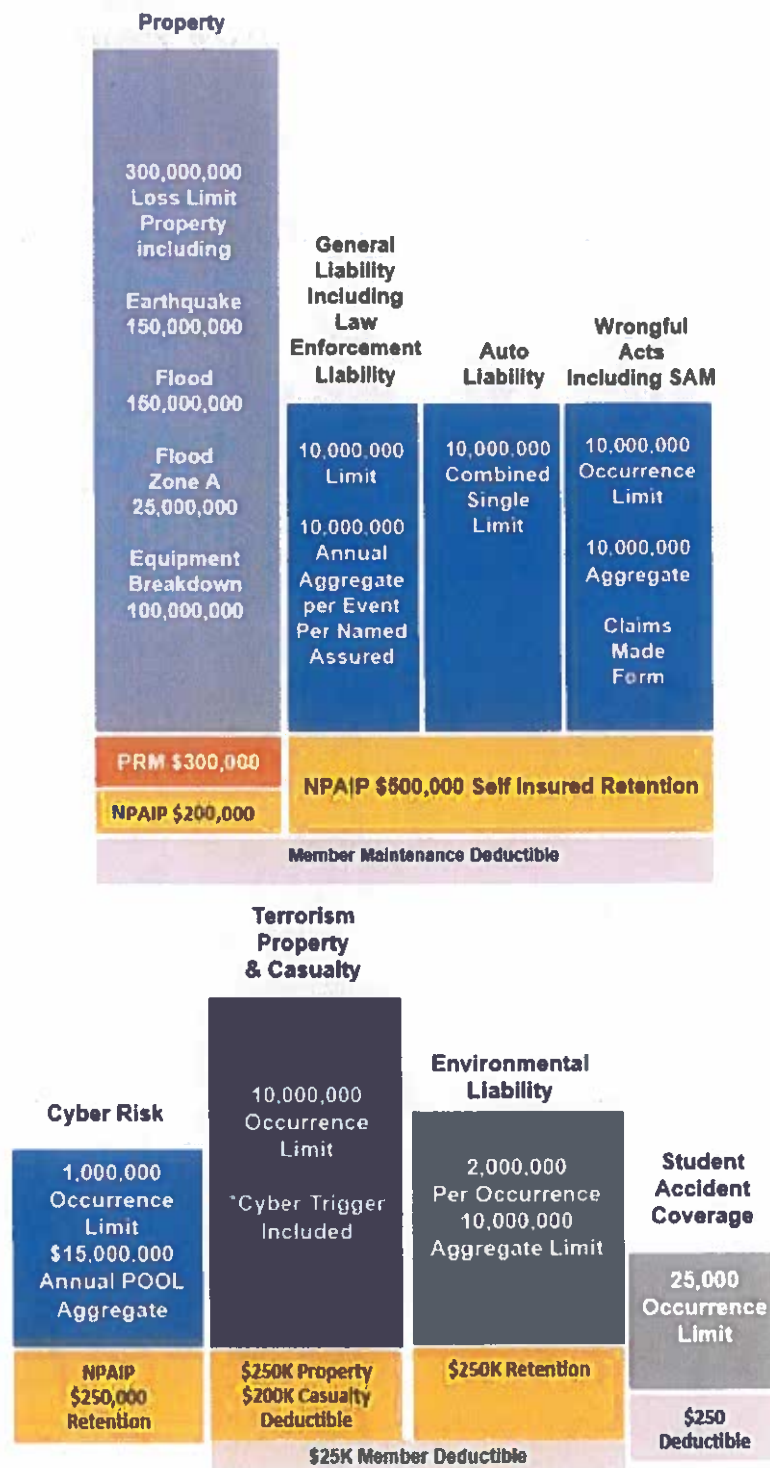 Property
300,000,000
Loss Limit
Property
including
Earthquake
150,000,000
Flood
150,000,000
Flood
Zone A
25,000,000
Equipment
Breakdown
100,000,000
PRM $300,000
NPAIP $200,000
General
Liability
Including
Law
Enforcement
Liability
10,000,000
Limit
10,000,000
Annual
Aggregate
per Event
Per Named
Assured
Auto
Liability
10,000,000
Combined
Single
Limit
Wrongful
Acts
Including SAM
10,000,000
Occurrence
Limit
10,000,000
Aggregate
Claims
Made
Form
NPAIP $500,000 Self Insured Retention
Member Maintenance Deductible
Cyber Risk
1,000,000
Occurrence
Limit
$15,000.000
Annual POOL
Aggregate
NPAIP
$250,000
Retention
Terrorism
Property
& Casualty
10,000,000
Occurrence
Limit
*Cyber Trigger
Included
$250K Property
$200K Casualty
Deductible
Environmental
Liability
2,000,000
Per Occurrence
10,000,000
Aggregate Limit
$250K Retention
$25K Member Deductible
Student
Accident
Coverage
25,000
Occurrence
Limit
$250
Deductible